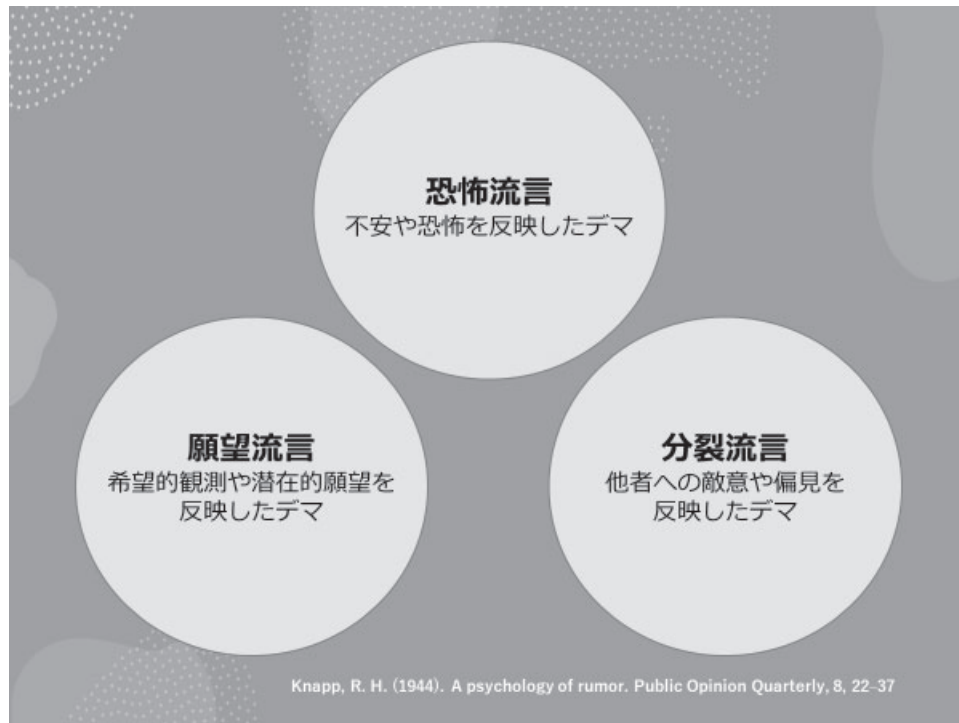 恐怖流言
不安や恐怖を反映したデマ
願望流言
希望的観測や潜在的願望を
反映したデマ
分裂流言
他者への敵意や偏見を
反映したデマ
Knapp, R. H. (1944). A psychology of rumor. Public Opinion Quarterly, 8, 22–37